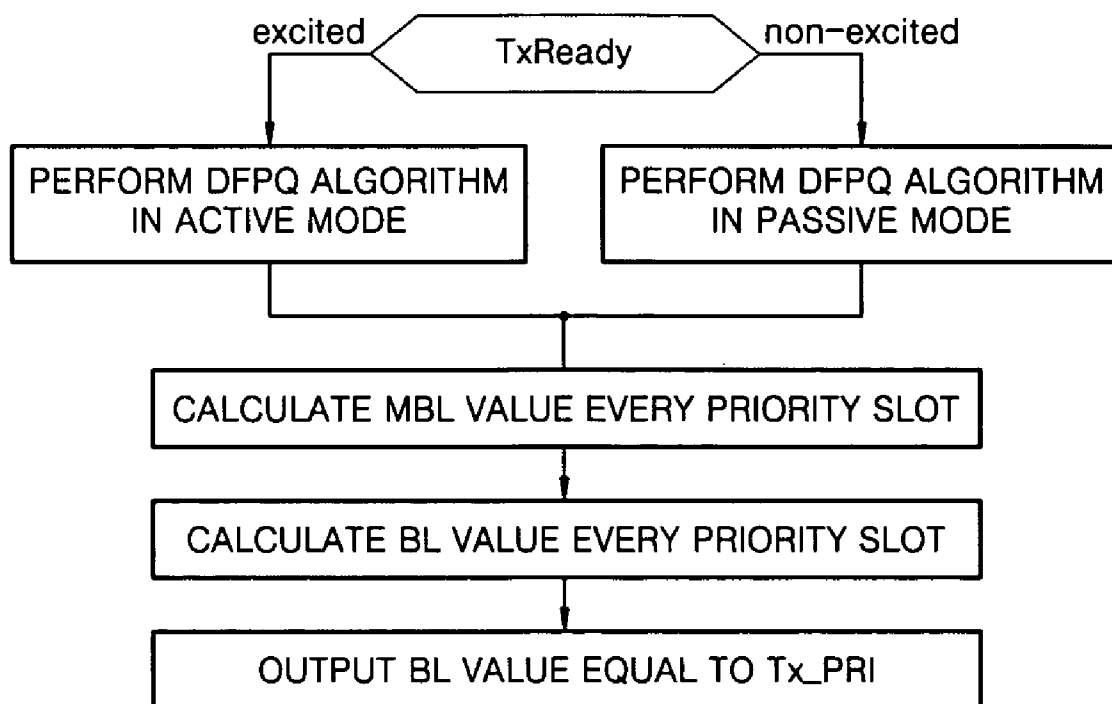 excited
TxReady
non-excited
PERFORM DFPQ ALGORITHM
IN ACTIVE MODE
PERFORM DFPQ ALGORITHM
IN PASSIVE MODE
CALCULATE MBL VALUE EVERY PRIORITY SLOT
CALCULATE BL VALUE EVERY PRIORITY SLOT
OUTPUT BL VALUE EQUAL TO Tx_PRI